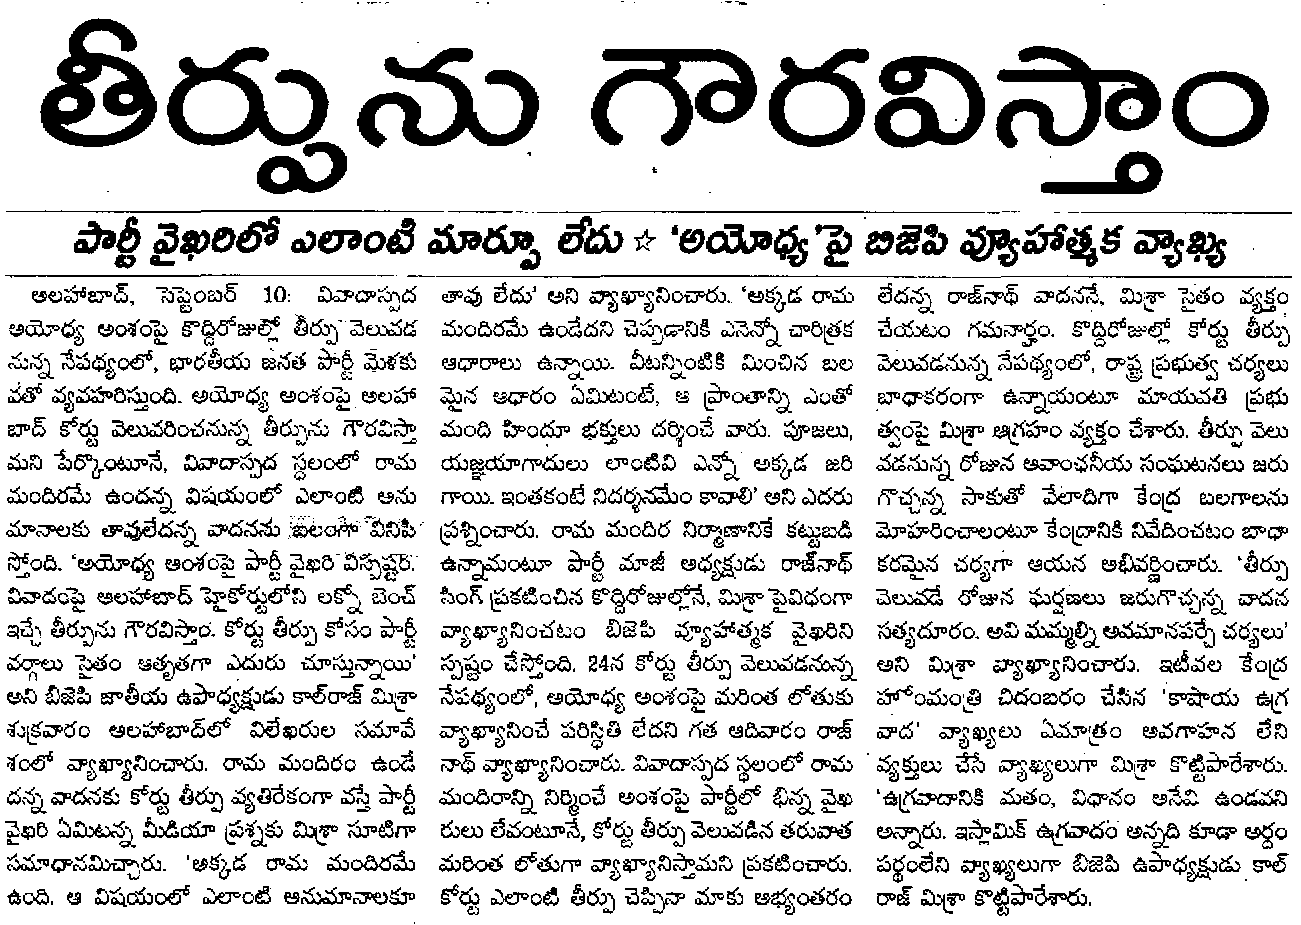 తీర్పును గౌరవిస్తాం
పార్టీ వైఖరిలో ఎలాంటి మార్పూ లేదు ☆ 'అయోధ్య'పై బిజెపి వ్యూహాత్మక వ్యాఖ్య
అలహాబాద్, సెప్టెంబర్ 10: వివాదాస్పద
అయోధ్య అంశంపై కొద్దిరోజుల్లో తీర్పు వెలువడ
నున్న నేపథ్యంలో, భారతీయ జనత పార్టీ మెళకు
వతో వ్యవహరిస్తుంది. అయోధ్య అంశంపై అలహా
బాద్ కోర్టు వెలువరించనున్న తీర్పును గౌరవిస్తా
మని పేర్కొంటూనే, వివాదాస్పద స్థలంలో రామ
మందిరమే ఉందన్న విషయంలో ఎలాంటి అను
మానాలకు తావులేదన్న వాదనను బలంగా వినిపి
స్తోంది. 'అయోధ్య అంశంపై పార్టీ వైఖరి విస్పష్టం.
వివాదంపై అలహాబాద్ హైకోర్టులోని లక్నో బెంచ్
ఇచ్చే తీర్పును గౌరవిస్తాం. కోర్టు తీర్పు కోసం పార్టీ
వర్గాలు సైతం ఆతృతగా ఎదురు చూస్తున్నాయి'
అని బీజెపి జాతీయ ఉపాధ్యక్షుడు కాల్‌రాజ్ మిశ్రా
శుక్రవారం అలహాబాద్‌లో విలేఖరుల సమావే
శంలో వ్యాఖ్యానించారు. రామ మందిరం ఉండే
దన్న వాదనకు కోర్టు తీర్పు వ్యతిరేకంగా వస్తే పార్టీ
వైఖరి ఏమిటన్న మీడియా ప్రశ్నకు మిశ్రా సూటిగా
సమాధానమిచ్చారు. 'అక్కడ రామ మందిరమే
ఉంది. ఆ విషయంలో ఎలాంటి అనుమానాలకూ
తావు లేదు' అని వ్యాఖ్యానించారు. 'అక్కడ రామ
మందిరమే ఉండేదని చెప్పడానికి ఎనెన్నో చారిత్రక
ఆధారాలు ఉన్నాయి. వీటన్నింటికి మించిన బల
మైన ఆధారం ఏమిటంటే, ఆ ప్రాంతాన్ని ఎంతో
మంది హిందూ భక్తులు దర్శించే వారు. పూజలు,
యజ్ఞయాగాదులు లాంటివి ఎన్నో అక్కడ జరి
గాయి. ఇంతకంటే నిదర్శనమేం కావాలి' అని ఎదురు
ప్రశ్నించారు. రామ మందిర నిర్మాణానికే కట్టుబడి
ఉన్నామంటూ పార్టీ మాజీ అధ్యక్షుడు రాజ్‌నాథ్
సింగ్ ప్రకటించిన కొద్దిరోజుల్లోనే, మిశ్రా పైవిధంగా
వ్యాఖ్యానించటం బిజెపి వ్యూహాత్మక వైఖరిని
స్పష్టం చేస్తోంది. 24న కోర్టు తీర్పు వెలువడనున్న
నేపథ్యంలో, అయోధ్య అంశంపై మరింత లోతుకు
వ్యాఖ్యానించే పరిస్థితి లేదని గత ఆదివారం రాజ్
నాథ్ వ్యాఖ్యానించారు. వివాదాస్పద స్థలంలో రామ
మందిరాన్ని నిర్మించే అంశంపై పార్టీలో భిన్న వైఖ
రులు లేవంటూనే, కోర్టు తీర్పు వెలువడిన తరువాత
మరింత లోతుగా వ్యాఖ్యానిస్తామని ప్రకటించారు.
కోర్టు ఎలాంటి తీర్పు చెప్పినా మాకు అభ్యంతరం
లేదన్న రాజ్‌నాథ్ వాదననే, మిశ్రా సైతం వ్యక్తం
చేయటం గమనార్హం. కొద్దిరోజుల్లో కోర్టు తీర్పు
వెలువడనున్న నేపథ్యంలో, రాష్ట్ర ప్రభుత్వ చర్యలు
బాధాకరంగా ఉన్నాయంటూ మాయవతి ప్రభు
త్వంపై మిశ్రా ఆగ్రహం వ్యక్తం చేశారు. తీర్పు వెలు
వడనున్న రోజున ఆవాంఛనీయ సంఘటనలు జరు
గొచ్చన్న సాకుతో వేలాదిగా కేంద్ర బలగాలను
మోహరించాలంటూ కేంద్రానికి నివేదించటం బాధా
కరమైన చర్యగా ఆయన అభివర్ణించారు. 'తీర్పు
వెలువడే రోజున ఘర్షణలు జరుగొచ్చన్న వాదన
సత్యదూరం. అవి మమ్మల్ని అవమానపర్చే చర్యలు'
అని మిశ్రా వ్యాఖ్యానించారు. ఇటీవల కేంద్ర
హోంమంత్రి చిదంబరం చేసిన 'కాషాయ ఉగ్ర
వాద' వ్యాఖ్యలు ఏమాత్రం అవగాహన లేని
వ్యక్తులు చేసే వ్యాఖ్యలుగా మిశ్రా కొట్టిపారేశారు.
'ఉగ్రవాదానికి మతం, విధానం అనేవి ఉండవని
అన్నారు. ఇస్లామిక్ ఉగ్రవాదం అన్నది కూడా అర్థం
పర్థంలేని వ్యాఖ్యలుగా బీజెపి ఉపాధ్యక్షుడు కాల్
రాజ్ మిశ్రా కొట్టిపారేశారు.